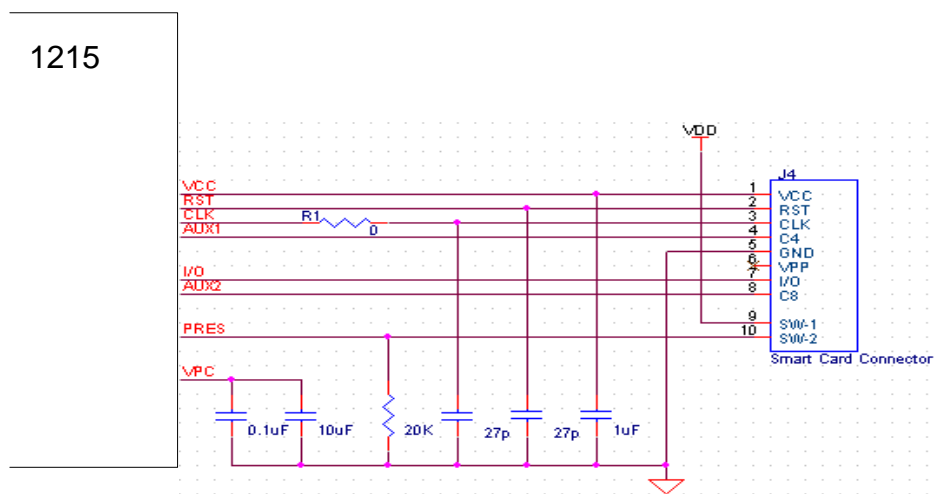 1215
VDD
J4
VCC
1
VCC
RST
2
RST
CLK
R1
0
3
CLK
AUX1
4
C4
5
GND
6
VPP
I/O
7
I/O
AUX2
8
C8
9
SW-1
PRES
10
SW-2
Smart Card Connector
VPC
0.1uF
10uF
20K
27p
27p
1uF